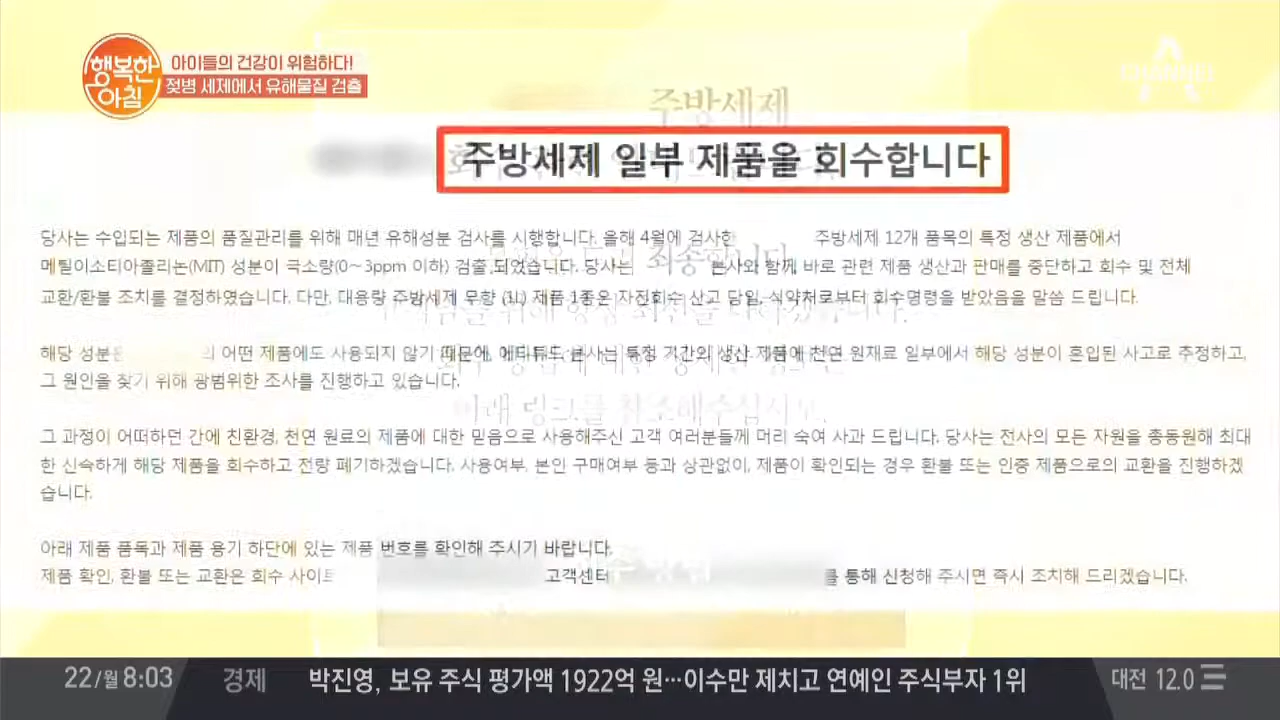 행복한
아침
아이들의 건강이 위험하다!
젖병 세제에서 유해물질 검출
CHANNEL A
주방세제
주방세제 일부 제품을 회수합니다
당사는 수입되는 제품의 품질관리를 위해 매년 유해성분 검사를 시행합니다. 올해 4월에 검사한 주방세제 12개 품목의 특정 생산 제품에서
메틸이소티아졸리논(MIT) 성분이 극소량(0~3ppm 이하) 검출 되었습니다. 당사는 본사와 함께 바로 관련 제품 생산과 판매를 중단하고 회수 및 전체
교환/환불 조치를 결정하였습니다. 다만, 대용량 주방세제 무향 (1L) 제품 1종은 자진회수 신고 당일, 식약처로부터 회수명령을 받았음을 말씀 드립니다.
죄송합니다
해당 성분은 의 어떤 제품에도 사용되지 않기 때문에, 에티튜드 본사는 특정 기간의 생산 제품에 천연 원재료 일부에서 해당 성분이 혼입된 사고로 추정하고,
그 원인을 찾기 위해 광범위한 조사를 진행하고 있습니다.
아래 링크를 참조해주십시오.
그 과정이 어떠하던 간에 친환경, 천연 원료의 제품에 대한 믿음으로 사용해주신 고객 여러분들께 머리 숙여 사과 드립니다. 당사는 전사의 모든 자원을 총동원해 최대
한 신속하게 해당 제품을 회수하고 전량 폐기하겠습니다. 사용여부, 본인 구매여부 등과 상관없이, 제품이 확인되는 경우 환불 또는 인증 제품으로의 교환을 진행하겠
습니다.
아래 제품 품목과 제품 용기 하단에 있는 제품 번호를 확인해 주시기 바랍니다.
제품 확인, 환불 또는 교환은 회수 사이트 고객센터 를 통해 신청해 주시면 즉시 조치해 드리겠습니다.
22/월 8:03 경제 박진영, 보유 주식 평가액 1922억 원…이수만 제치고 연예인 주식부자 1위 대전 12.0